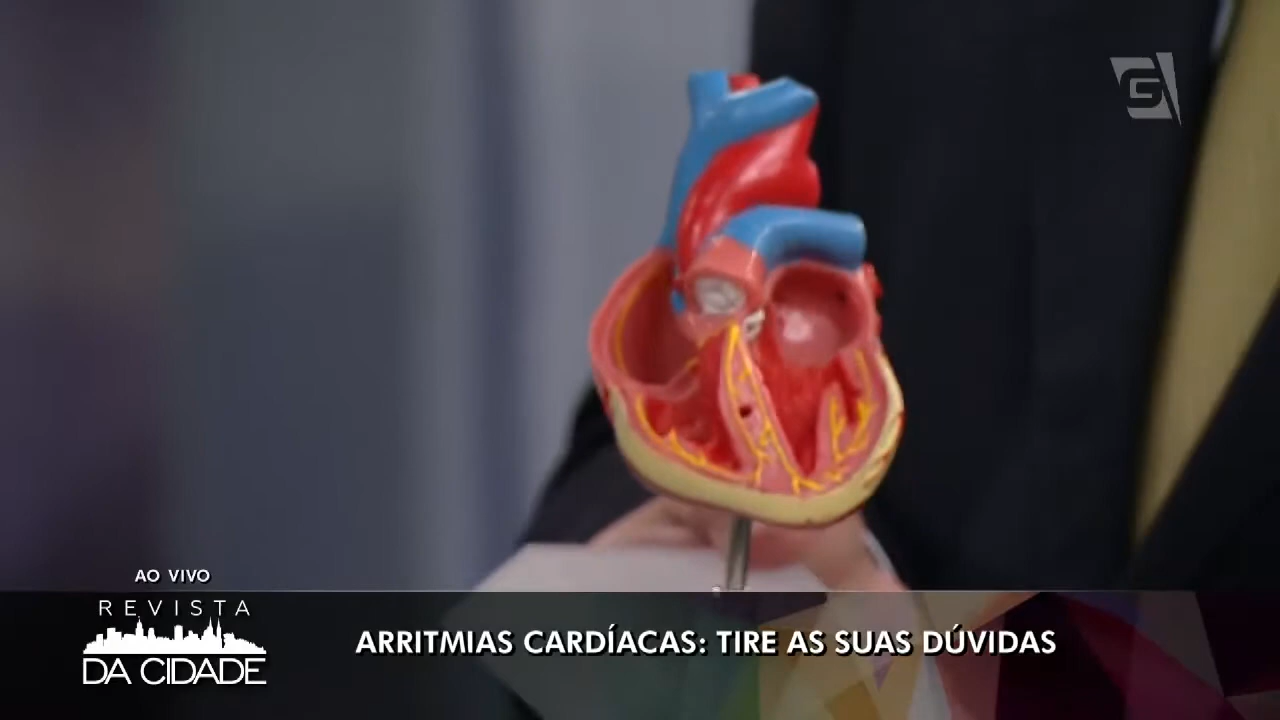 AO VIVO
REVISTA
DA CIDADE
ARRITMIAS CARDÍACAS: TIRE AS SUAS DÚVIDAS